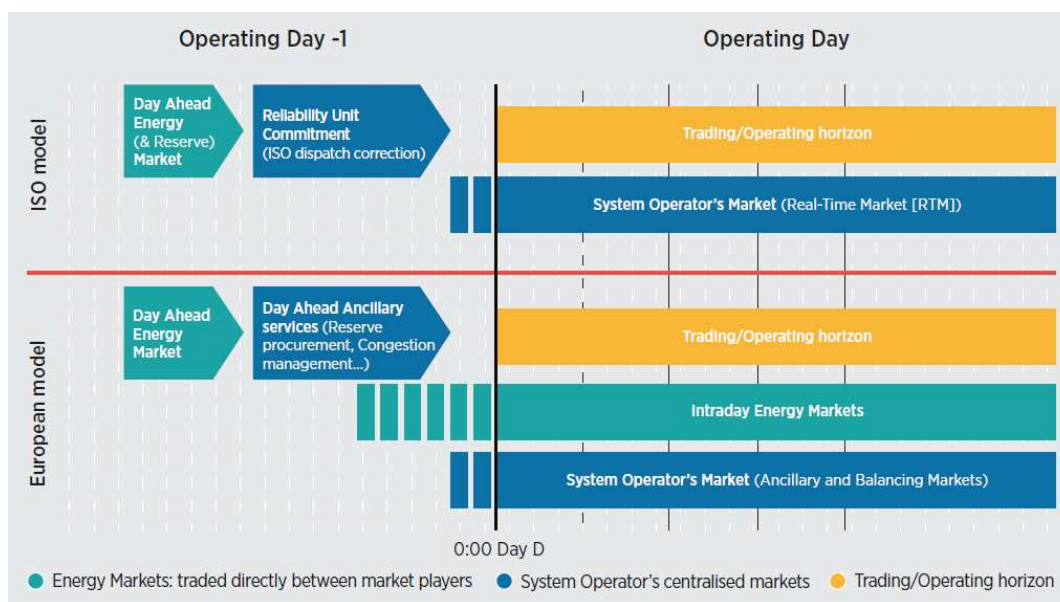 Operating Day -1
Operating Day
ISO model
Day Ahead
Energy
(& Reserve)
Market
Reliability Unit
Commitment
(ISO dispatch correction)
Trading/Operating horizon
System Operator's Market (Real-Time Market [RTM])
European model
Day Ahead
Energy
Market
Day Ahead Ancillary
services (Reserve
procurement, Congestion
management...)
Trading/Operating horizon
Intraday Energy Markets
System Operator's Market (Ancillary and Balancing Markets)
0:00 Day D
Energy Markets: traded directly between market players
System Operator's centralised markets
Trading/Operating horizon